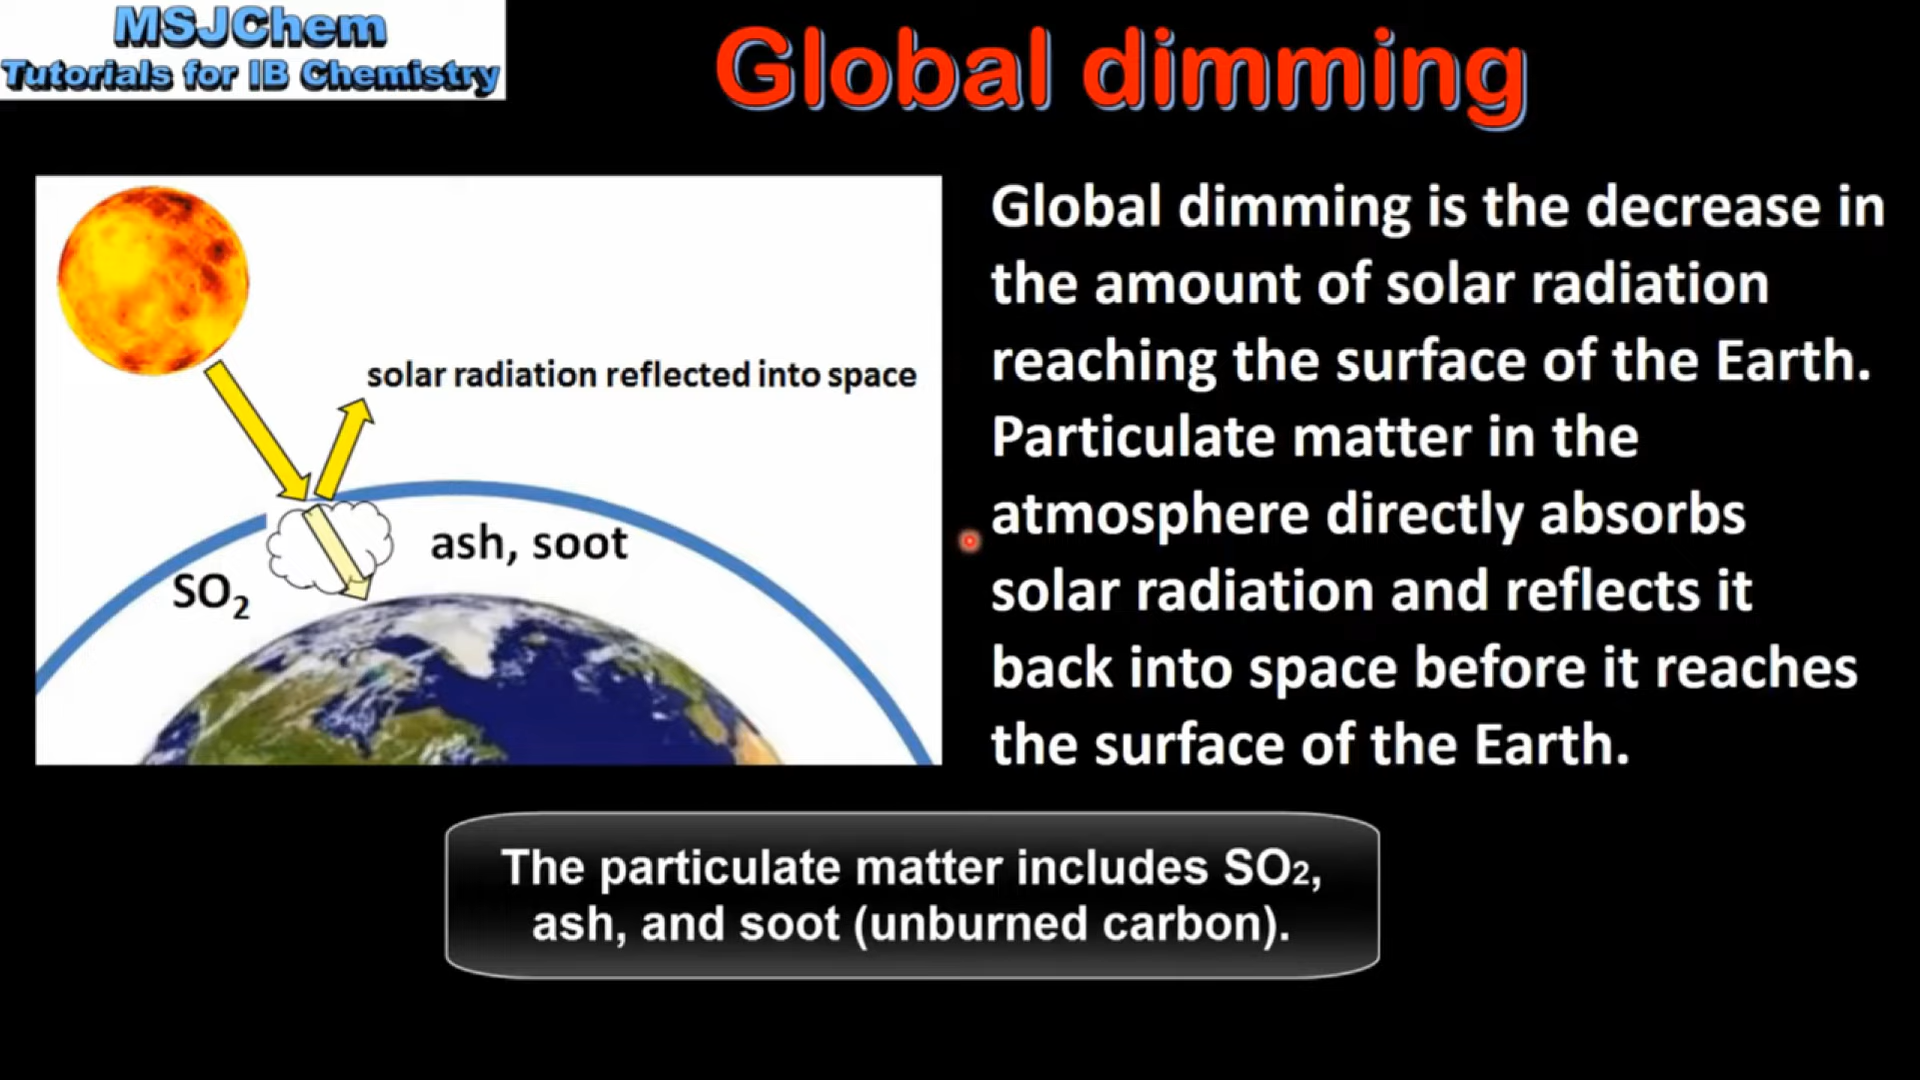 MSJChem
Tutorials for IB Chemistry
Global dimming
solar radiation reflected into space
ash, soot
SO₂
Global dimming is the decrease in
the amount of solar radiation
reaching the surface of the Earth.
Particulate matter in the
atmosphere directly absorbs
solar radiation and reflects it
back into space before it reaches
the surface of the Earth.
The particulate matter includes SO₂,
ash, and soot (unburned carbon).